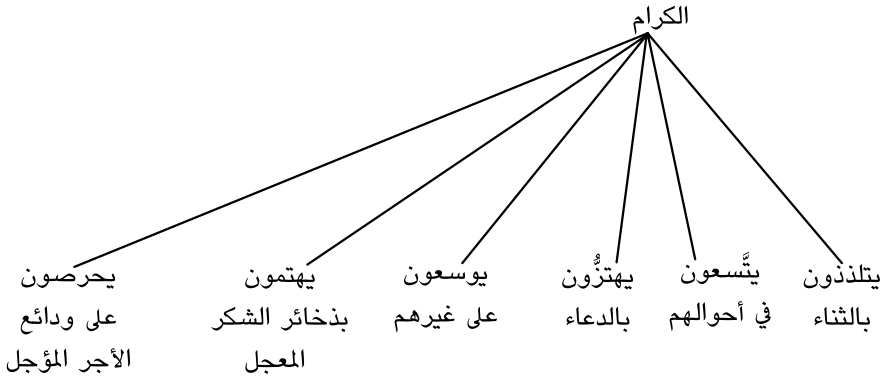 الكرام
يتلذذون
بالثناء
يتَّسعون
في أحوالهم
يهتزُّون
بالدعاء
يوسعون
على غيرهم
يهتمون
بذخائر الشكر
المعجل
يحرصون
على ودائع
الأجر المؤجل